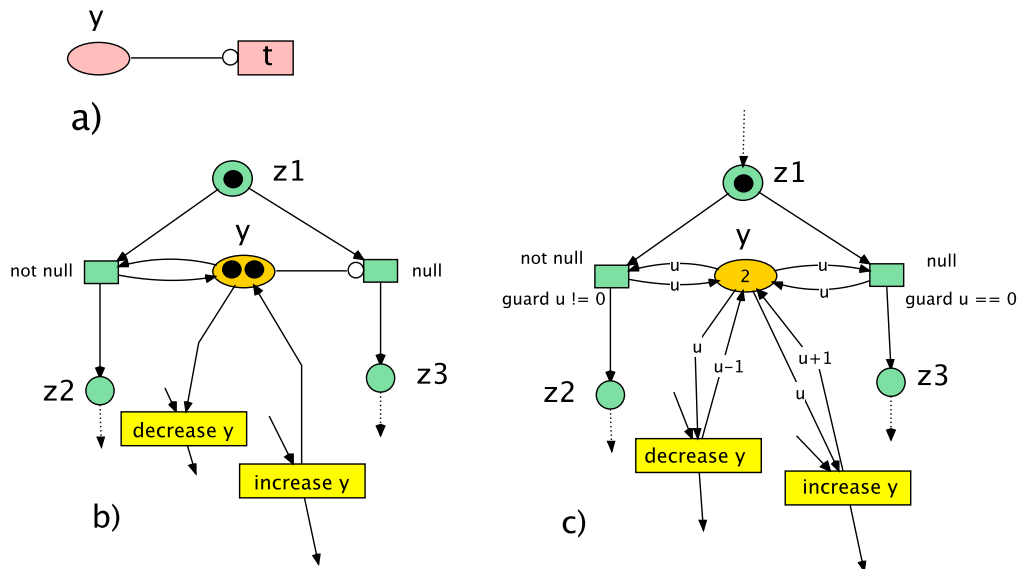 y
t
a)
z1
y
not null
null
z2
z3
decrease y
increase y
b)
z1
y
not null
null
u
u
2
u
u
guard u != 0
guard u == 0
u
u-1
u+1
u
z2
z3
decrease y
increase y
c)